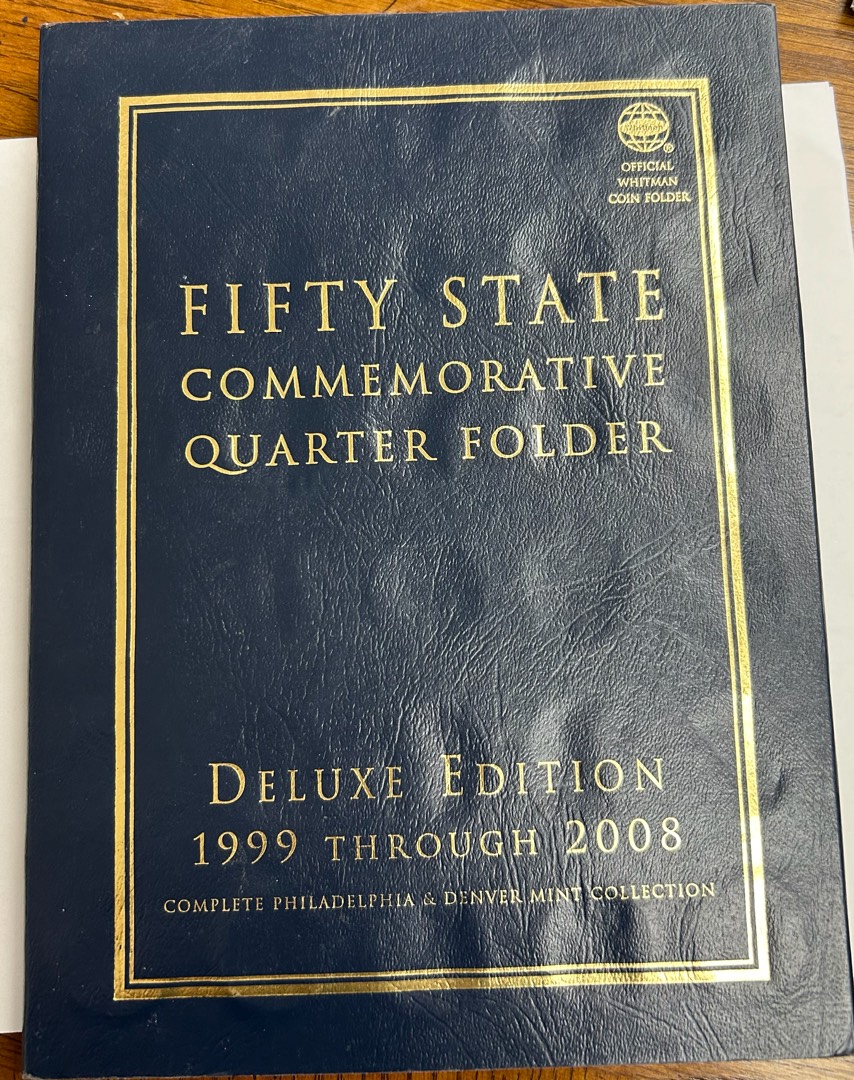 Whitman
®
OFFICIAL
WHITMAN
COIN FOLDER
FIFTY STATE
COMMEMORATIVE
QUARTER FOLDER
DELUXE EDITION
1999 THROUGH 2008
COMPLETE PHILADELPHIA & DENVER MINT COLLECTION